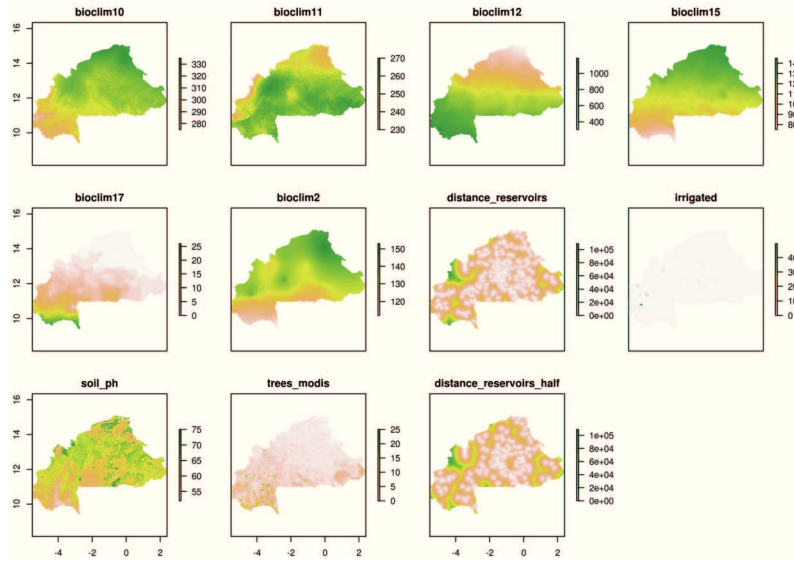 bioclim10 bioclim11 bioclim12 bioclim15
16 14 12 10
330 320 310 300 290 280
270 260 250 240 230
1000 800 600 400
bioclim17 bioclim2 distance_reservoirs irrigated
16 14 12 10
25 20 15 10 5 0
150 140 130 120
1e+05 8e+04 6e+04 4e+04 2e+04 0e+00
soil_ph trees_modis distance_reservoirs_half
16 14 12 10
75 70 65 60 55
25 20 15 10 5 0
1e+05 8e+04 6e+04 4e+04 2e+04 0e+00
-4 -2 0 2 -4 -2 0 2 -4 -2 0 2